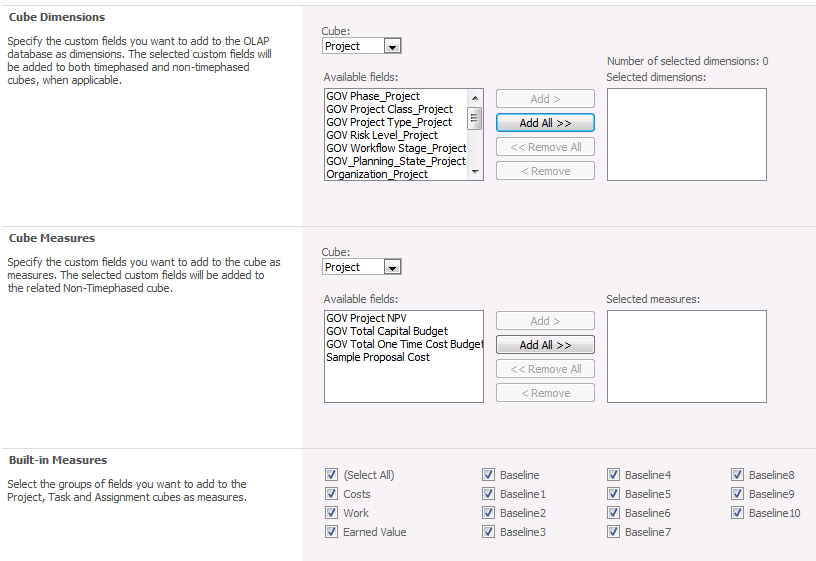 Cube Dimensions
Specify the custom fields you want to add to the OLAP
database as dimensions. The selected custom fields will
be added to both timephased and non-timephased
cubes, when applicable.
Cube:
Project
Number of selected dimensions: 0
Available fields:
Selected dimensions:
GOV Phase_Project
GOV Project Class_Project
GOV Project Type_Project
GOV Risk Level_Project
GOV Workflow Stage_Project
GOV_Planning_State_Project
Organization_Project
Add >
Add All >>
<< Remove All
< Remove
Cube Measures
Specify the custom fields you want to add to the cube as
measures. The selected custom fields will be added to
the related Non-Timephased cube.
Cube:
Project
Available fields:
Selected measures:
GOV Project NPV
GOV Total Capital Budget
GOV Total One Time Cost Budget
Sample Proposal Cost
Add >
Add All >>
<< Remove All
< Remove
Built-in Measures
Select the groups of fields you want to add to the
Project, Task and Assignment cubes as measures.
(Select All)
Costs
Work
Earned Value
Baseline
Baseline1
Baseline2
Baseline3
Baseline4
Baseline5
Baseline6
Baseline7
Baseline8
Baseline9
Baseline10